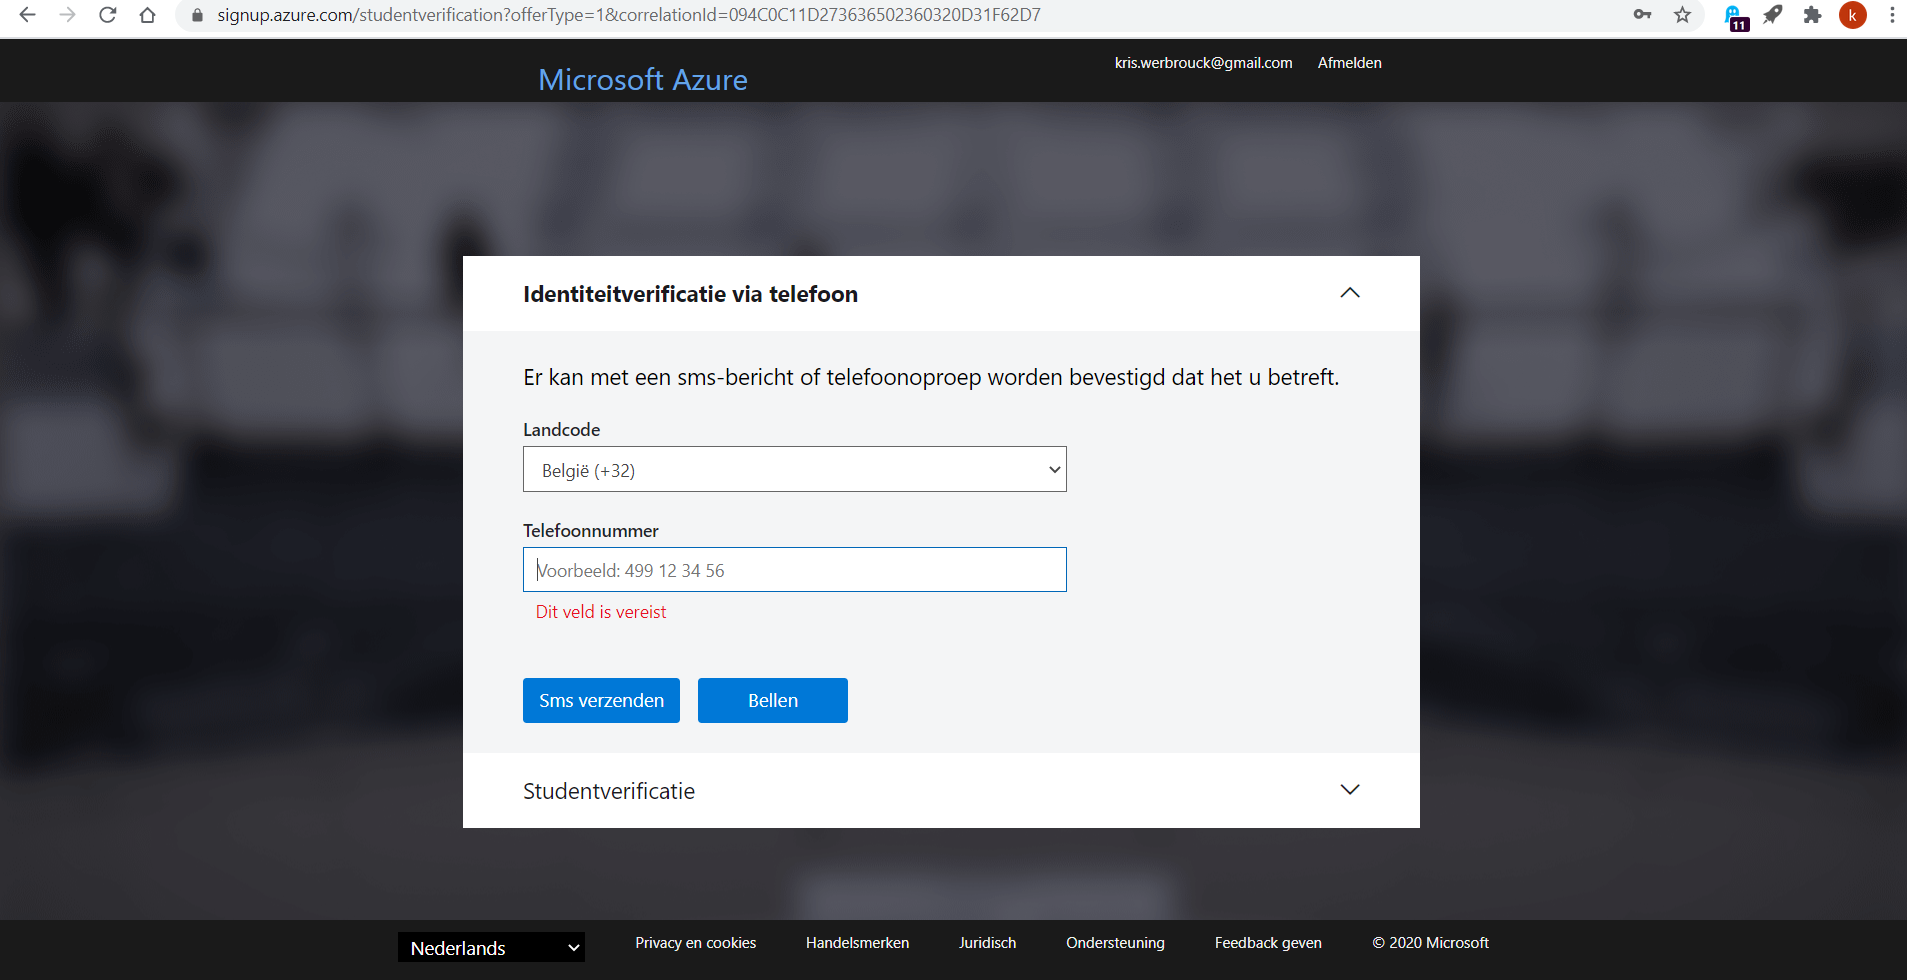 signup.azure.com/studentverification?offerType=1&correlationId=094C0C11D273636502360320D31F62D7
11
k
Microsoft Azure
kris.werbrouck@gmail.com
Afmelden
Identiteitverificatie via telefoon
Er kan met een sms-bericht of telefoonoproep worden bevestigd dat het u betreft.
Landcode
België (+32)
Telefoonnummer
Voorbeeld: 499 12 34 56
Dit veld is vereist
Sms verzenden
Bellen
Studentverificatie
Nederlands
Privacy en cookies
Handelsmerken
Juridisch
Ondersteuning
Feedback geven
© 2020 Microsoft